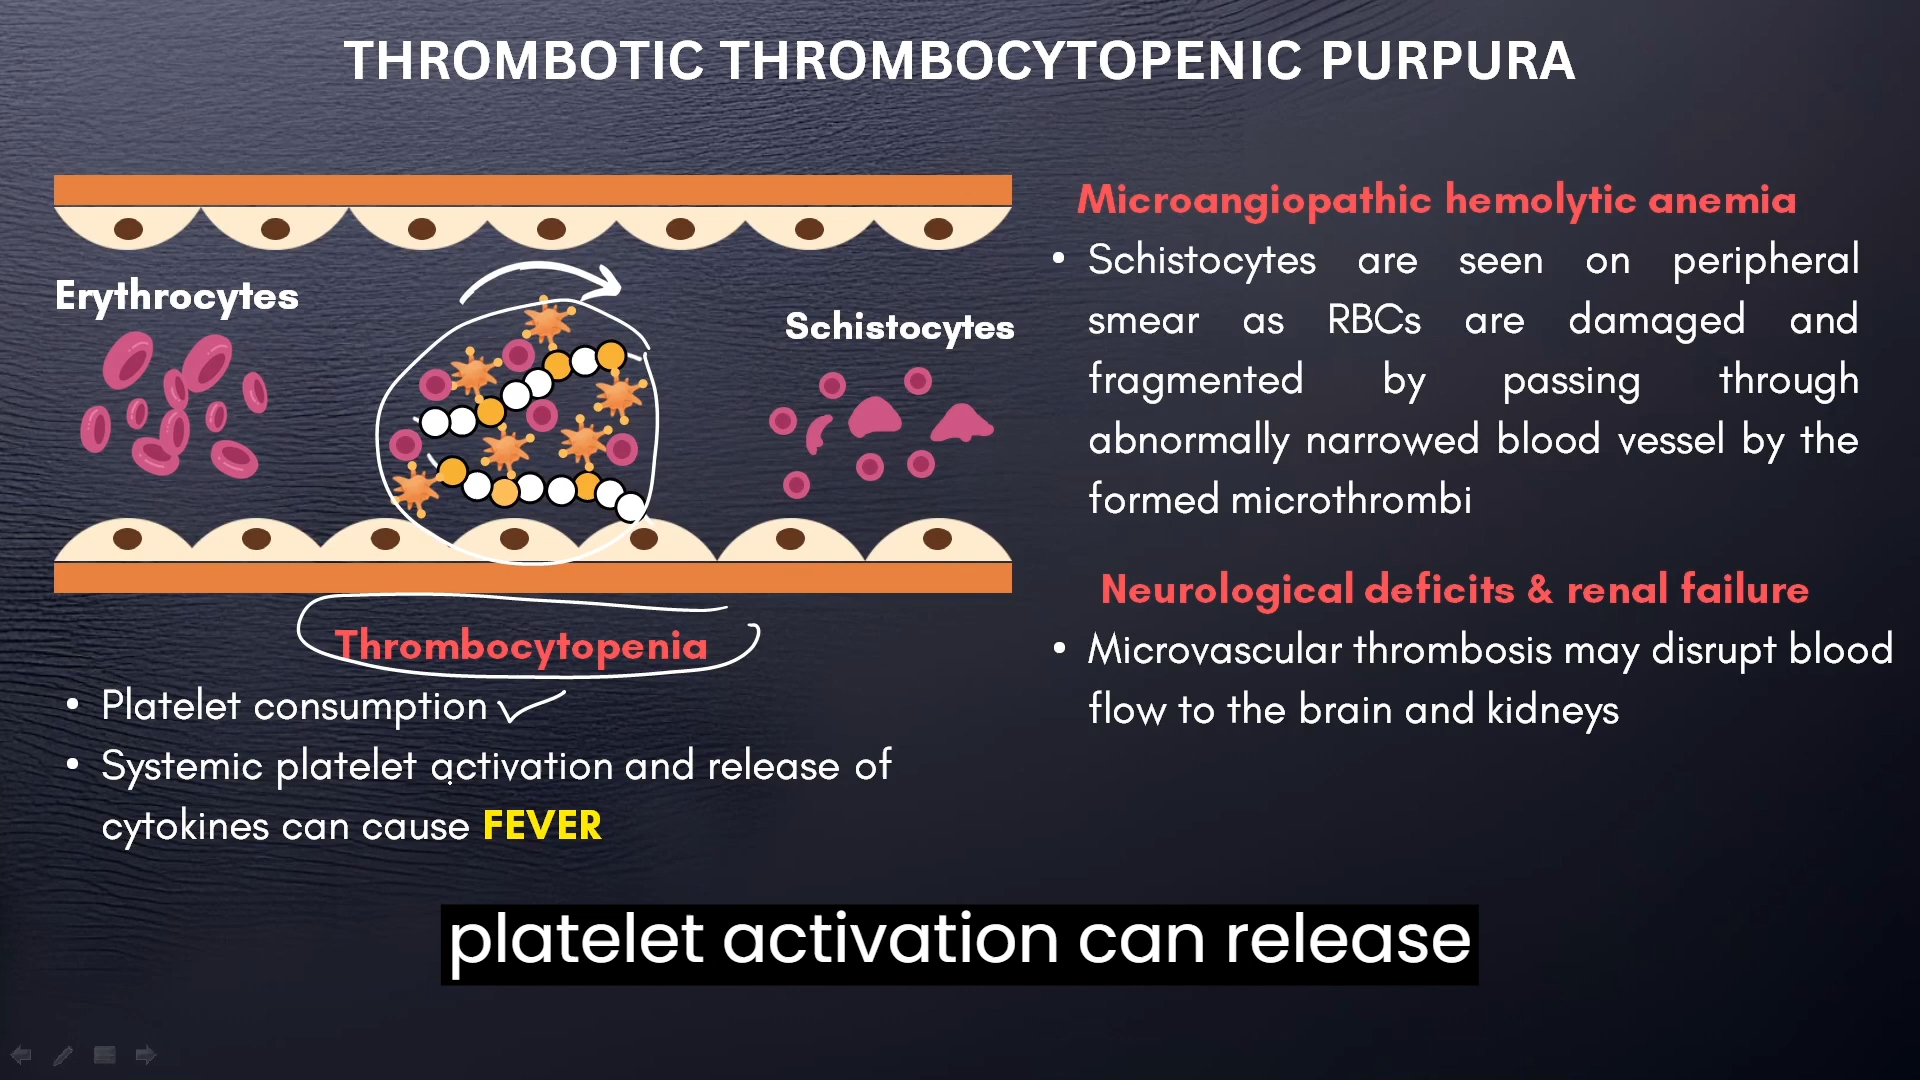 THROMBOTIC THROMBOCYTOPENIC PURPURA
Erythrocytes
Schistocytes
Thrombocytopenia
• Platelet consumption
• Systemic platelet activation and release of
cytokines can cause FEVER
Microangiopathic hemolytic anemia
• Schistocytes are seen on peripheral
smear as RBCs are damaged and
fragmented by passing through
abnormally narrowed blood vessel by the
formed microthrombi
Neurological deficits & renal failure
• Microvascular thrombosis may disrupt blood
flow to the brain and kidneys
platelet activation can release